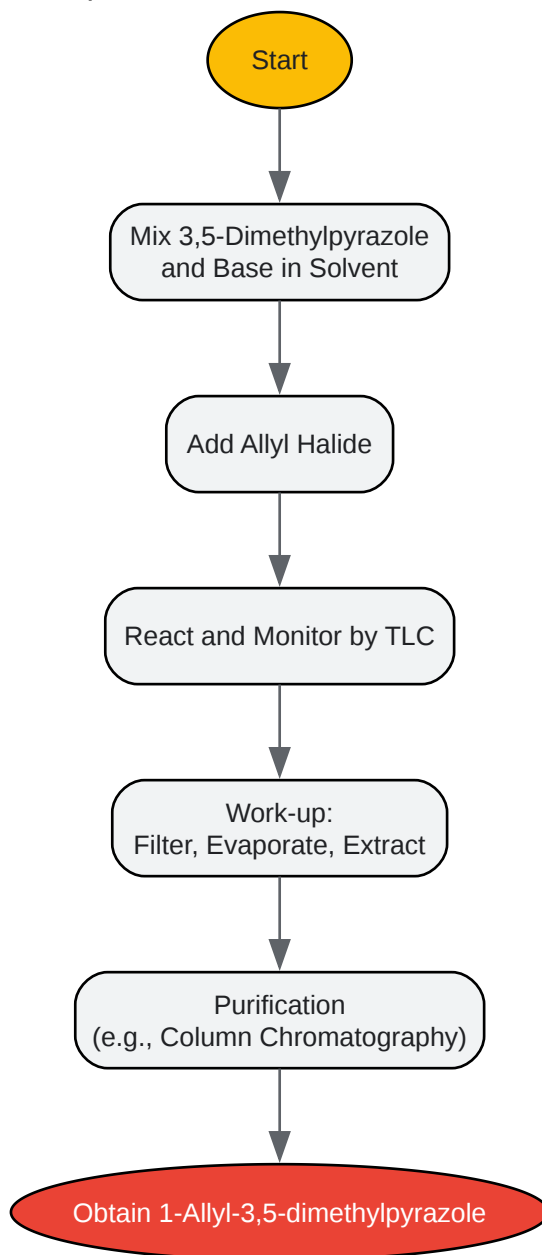 Start
Mix 3,5-Dimethylpyrazole
and Base in Solvent
Add Allyl Halide
React and Monitor by TLC
Work-up:
Filter, Evaporate, Extract
Purification
(e.g., Column Chromatography)
Obtain 1-Allyl-3,5-dimethylpyrazole